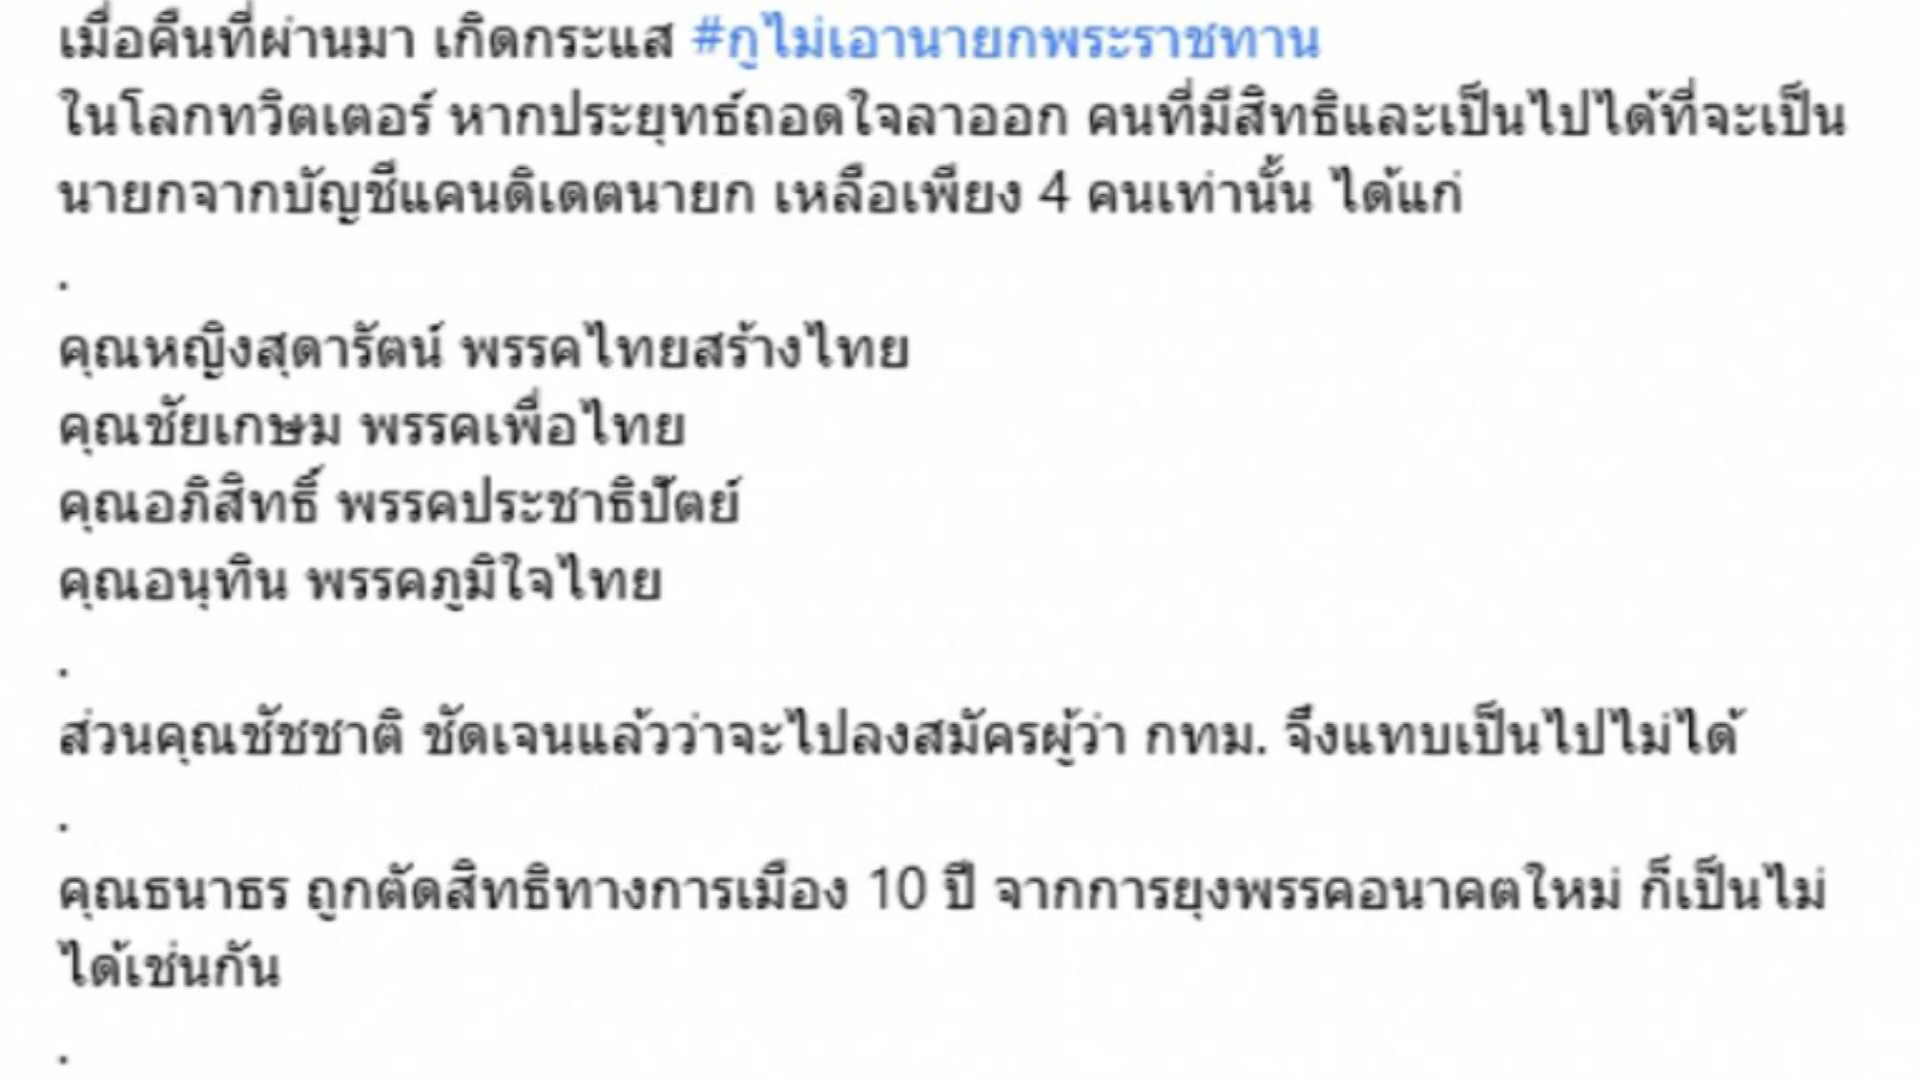 เมื่อคืนที่ผ่านมา เกิดกระแส #กูไม่เอานายกพระราชทาน
ในโลกทวิตเตอร์ หากประยุทธ์ถอดใจลาออก คนที่มีสิทธิและเป็นไปได้ที่จะเป็น
นายกจากบัญชีแคนดิเดตนายก เหลือเพียง 4 คนเท่านั้น ได้แก่
.
คุณหญิงสุดารัตน์ พรรคไทยสร้างไทย
คุณชัยเกษม พรรคเพื่อไทย
คุณอภิสิทธิ์ พรรคประชาธิปัตย์
คุณอนุทิน พรรคภูมิใจไทย
.
ส่วนคุณชัชชาติ ชัดเจนแล้วว่าจะไปลงสมัครผู้ว่า กทม. จึงแทบเป็นไปไม่ได้
.
คุณธนาธร ถูกตัดสิทธิทางการเมือง 10 ปี จากการยุงพรรคอนาคตใหม่ ก็เป็นไม่
ได้เช่นกัน
.